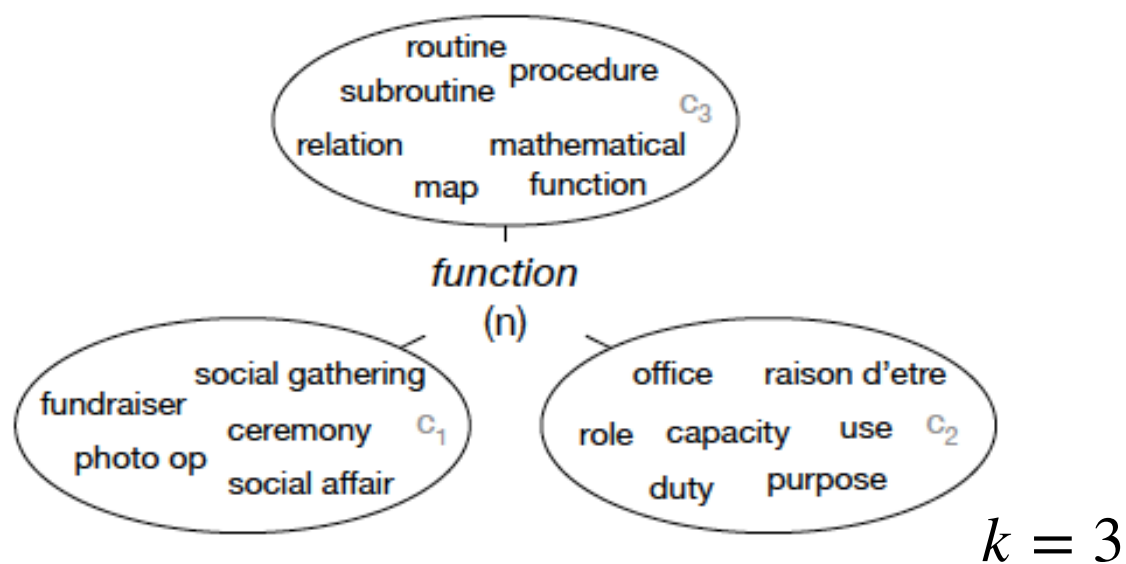 routine
procedure
subroutine
c₃
relation
mathematical function
map
function
(n)
social gathering
fundraiser
ceremony
c₁
photo op
social affair
office
raison d’etre
role
capacity
use
c₂
duty
purpose
k = 3